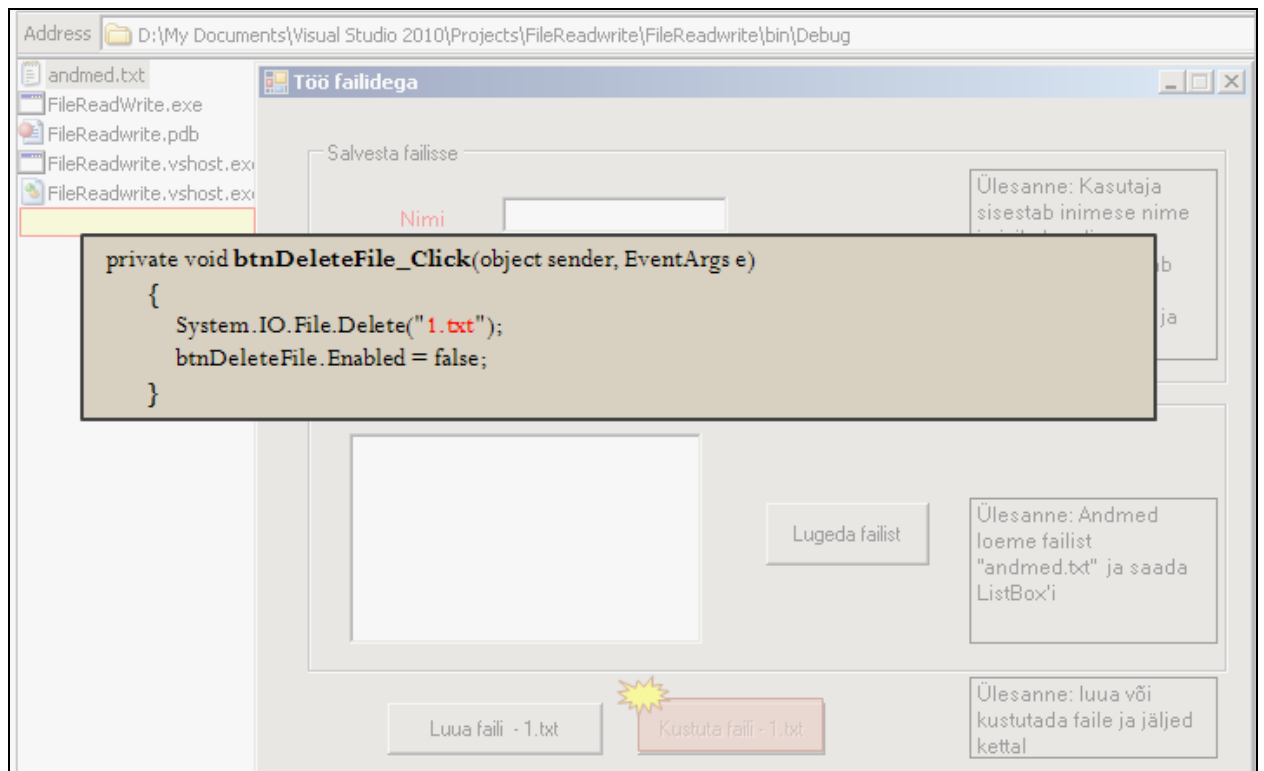 Address D:\My Documents\Visual Studio 2010\Projects\FileReadwrite\FileReadwrite\bin\Debug
andmed.txt
FileReadWrite.exe
FileReadwrite.pdb
FileReadwrite.vshost.ex
FileReadwrite.vshost.ex
Töö failidega
Salvesta failisse
Nimi
Ülesanne: Kasutaja
sisestab inimese nime
ja
private void btnDeleteFile_Click(object sender, EventArgs e)
{
System.IO.File.Delete("1.txt");
btnDeleteFile.Enabled = false;
}
Lugeda failist
Ülesanne: Andmed
loeme failist
"andmed.txt" ja saada
ListBox'i
Luua faili - 1.txt
Kustuta faili - 1.txt
Ülesanne: luua või
kustutada faile ja jäljed
kettal